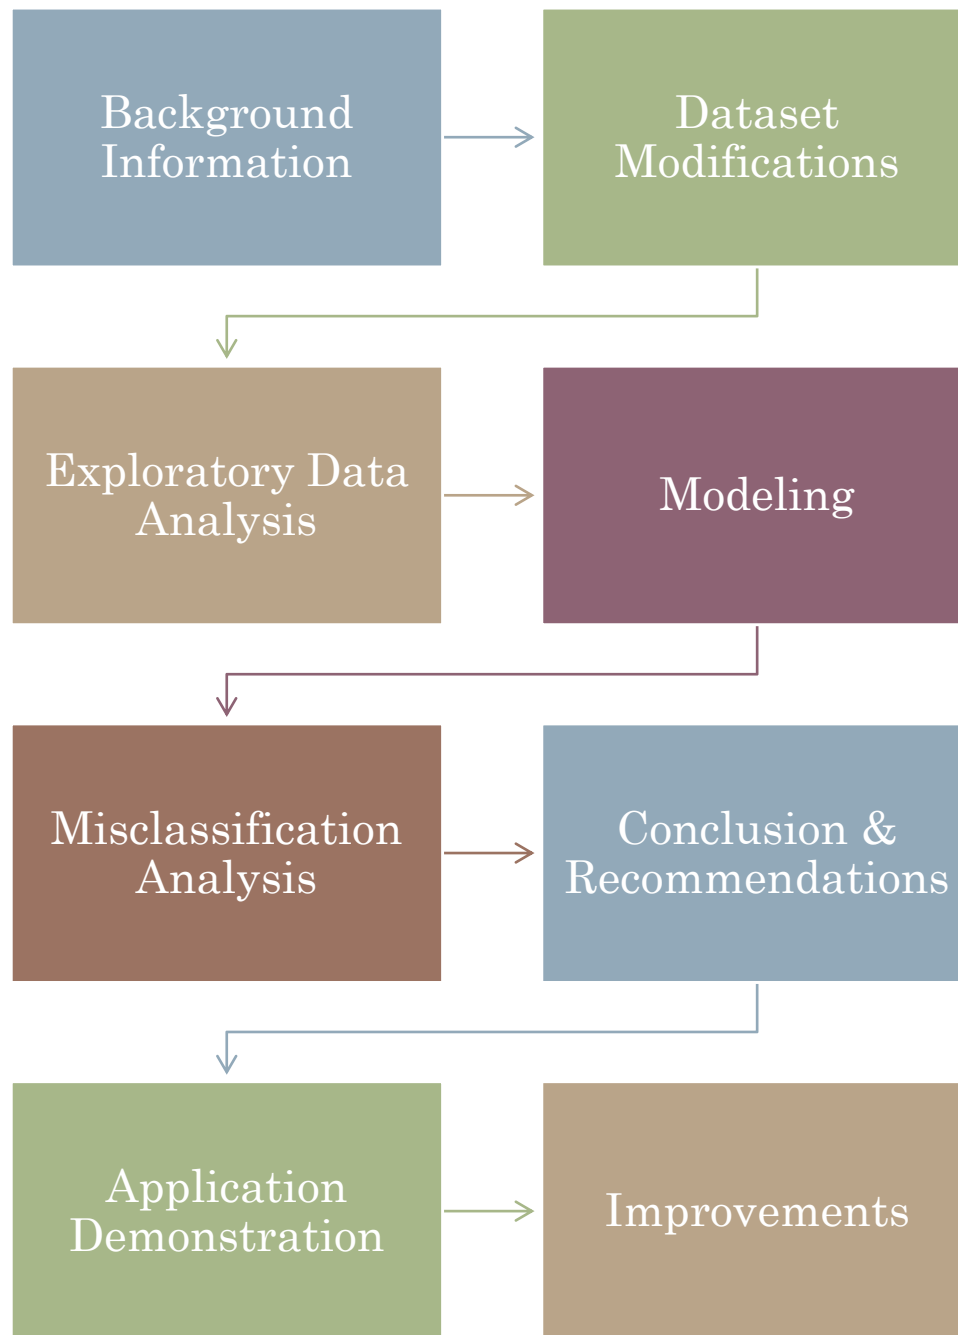 Background
Information
Dataset
Modifications
Exploratory Data
Analysis
Modeling
Misclassification
Analysis
Conclusion &
Recommendations
Application
Demonstration
Improvements